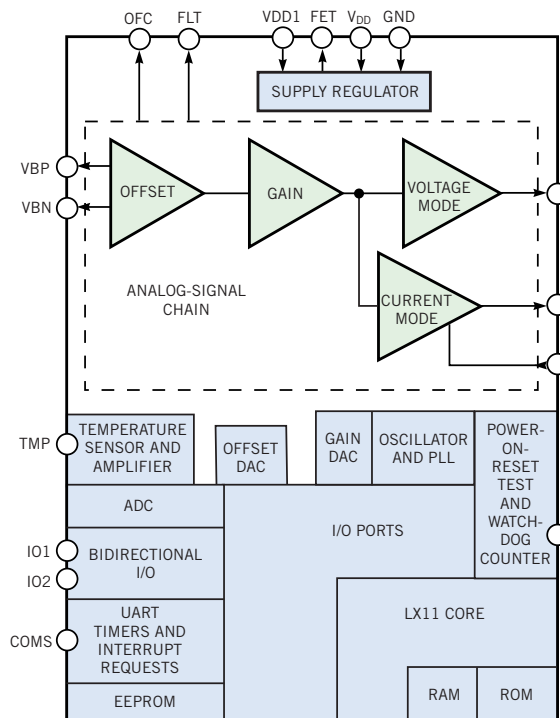 OFC
FLT
VDD1
FET
VDD
GND
SUPPLY REGULATOR
VBP
VBN
OFFSET
GAIN
VOLTAGE
MODE
CURRENT
MODE
ANALOG-SIGNAL
CHAIN
TMP
TEMPERATURE
SENSOR AND
AMPLIFIER
OFFSET
DAC
GAIN
DAC
OSCILLATOR
AND PLL
POWER-
ON-
RESET
TEST
AND
WATCH-
DOG
COUNTER
ADC
I/O PORTS
IO1
IO2
BIDIRECTIONAL
I/O
COMS
UART
TIMERS AND
INTERRUPT
REQUESTS
LX11 CORE
EEPROM
RAM
ROM